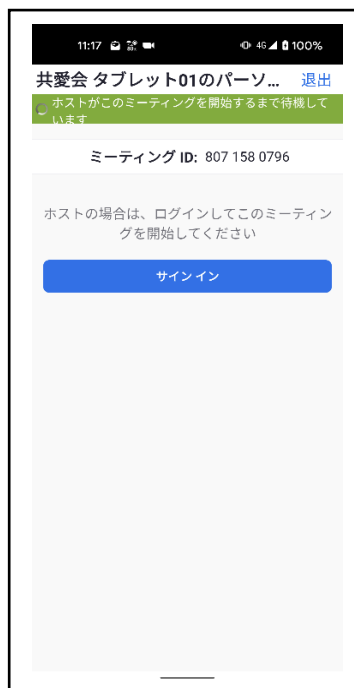 11:17 4G 100%
共愛会 タブレット01のパーソ... 退出
ホストがこのミーティングを開始するまで待機して
います
ミーティング ID: 807 158 0796
ホストの場合は、ログインしてこのミーティン
グを開始してください
サイン イン